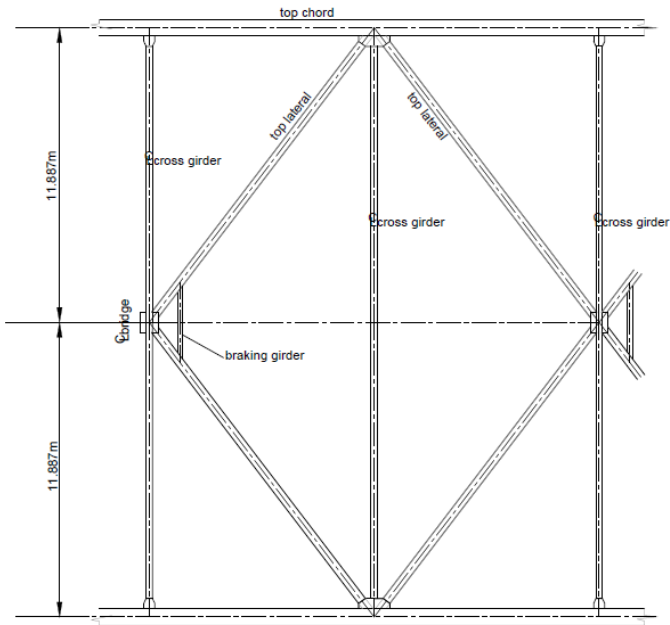 top chord
top lateral
top lateral
11.887m
℄cross girder
℄cross girder
℄cross girder
℄bridge
braking girder
11.887m